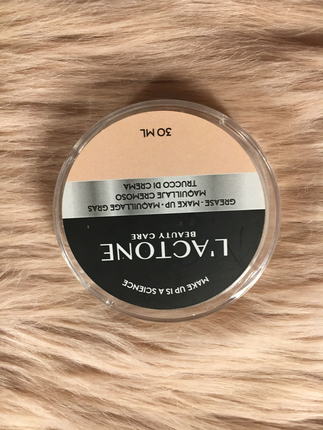 MAKE UP IS A SCIENCE
L'ACTONE
BEAUTY CARE
GREASE - MAKE UP - MAQUILLAGE GRAS
MAQUILLAJE CREMOSO
TRUCCO DI CREMA
30 ML